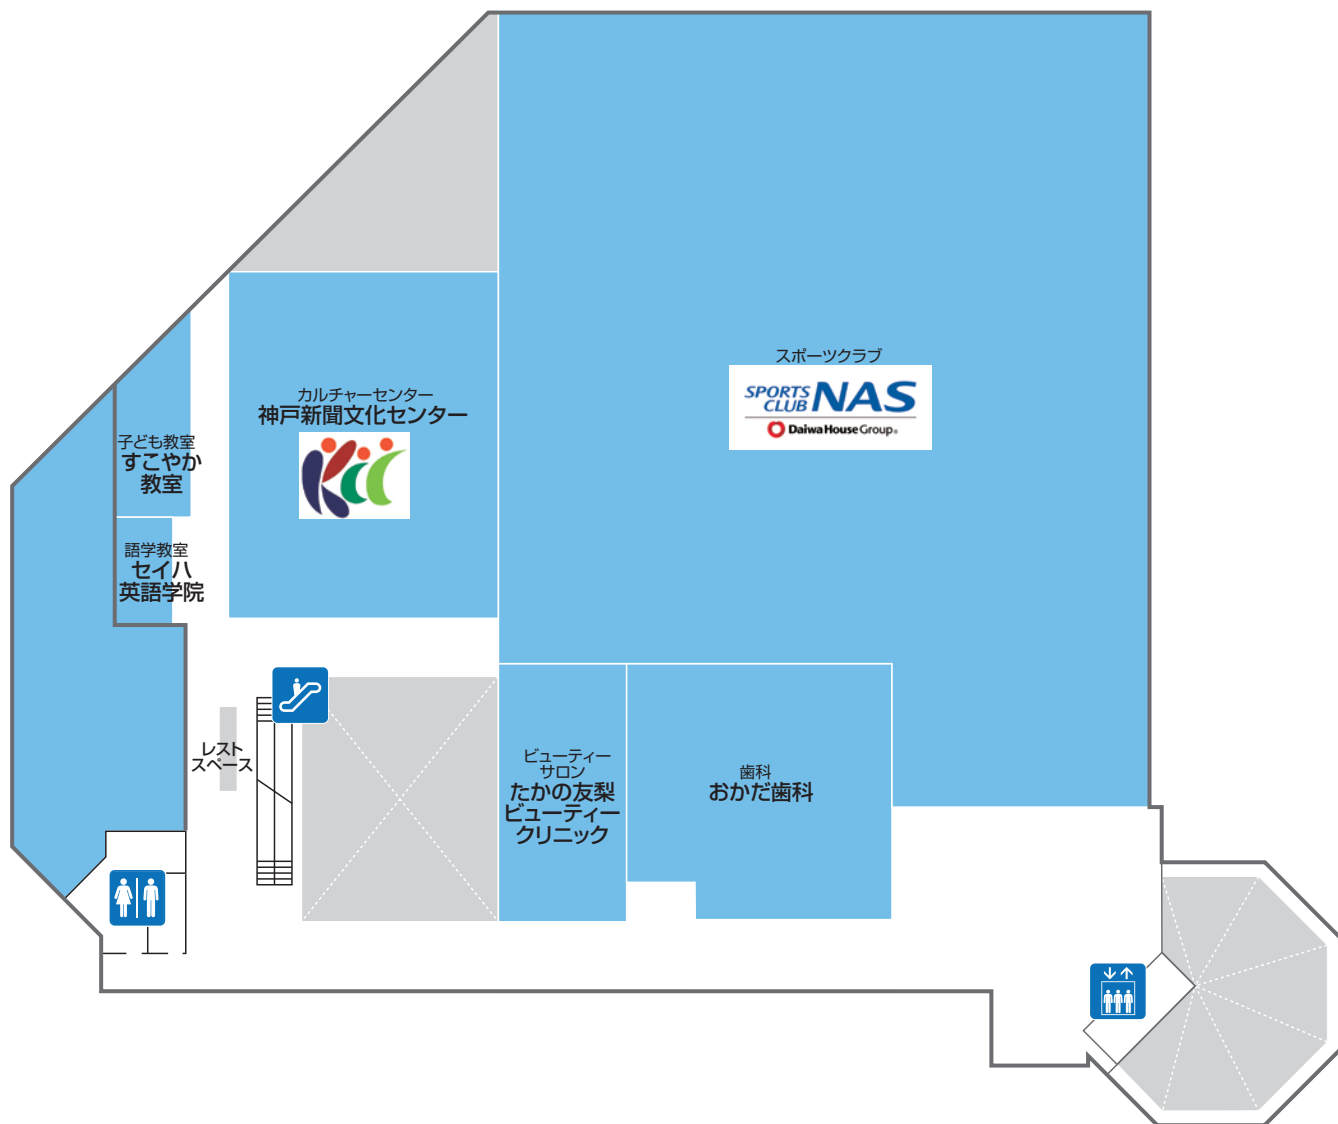 スポーツクラブ
SPORTS
CLUB NAS
Daiwa House Group®
カルチャーセンター
神戸新聞文化センター
Kcc
子ども教室
すこやか
教室
語学教室
セイハ
英語学院
レスト
スペース
ビューティー
サロン
たかの友梨
ビューティー
クリニック
歯科
おかだ歯科